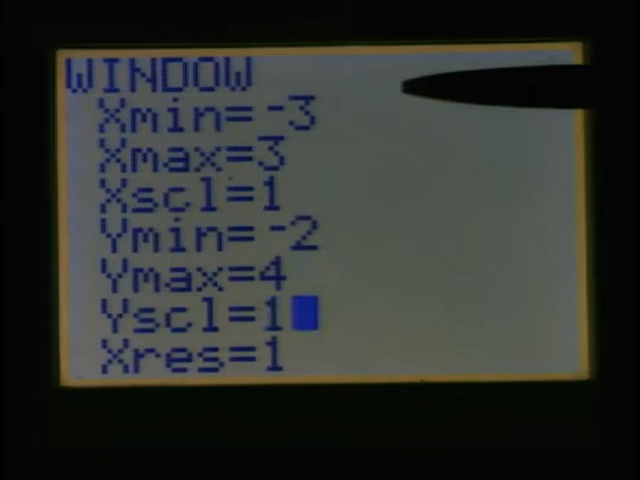 WINDOW
Xmin=-3
Xmax=3
Xscl=1
Ymin=-2
Ymax=4
Yscl=1
Xres=1